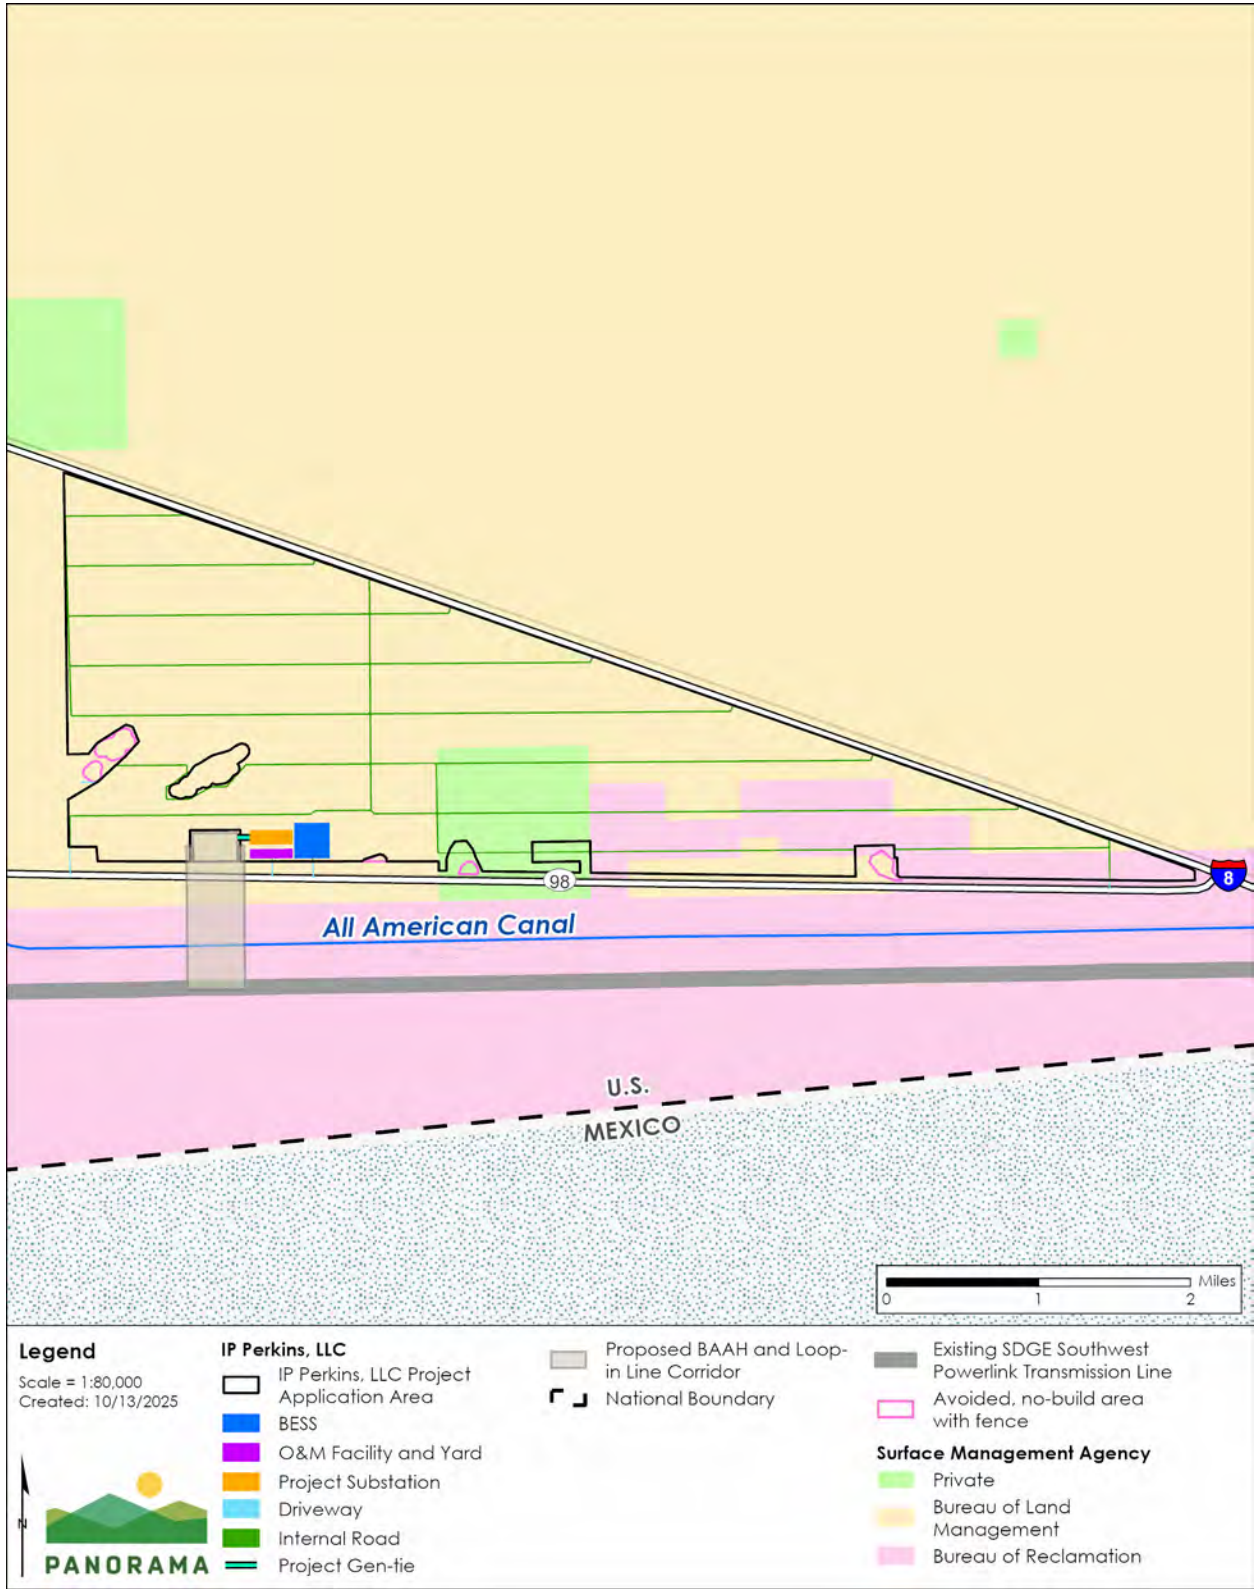 98
8
All American Canal
U.S.
MEXICO
Miles
0 1 2
Legend
Scale = 1:80,000
Created: 10/13/2025
N
PANORAMA
IP Perkins, LLC
IP Perkins, LLC Project
Application Area
BESS
O&M Facility and Yard
Project Substation
Driveway
Internal Road
Project Gen-tie
Proposed BAAH and Loop-
in Line Corridor
National Boundary
Existing SDGE Southwest
Powerlink Transmission Line
Avoided, no-build area
with fence
Surface Management Agency
Private
Bureau of Land
Management
Bureau of Reclamation